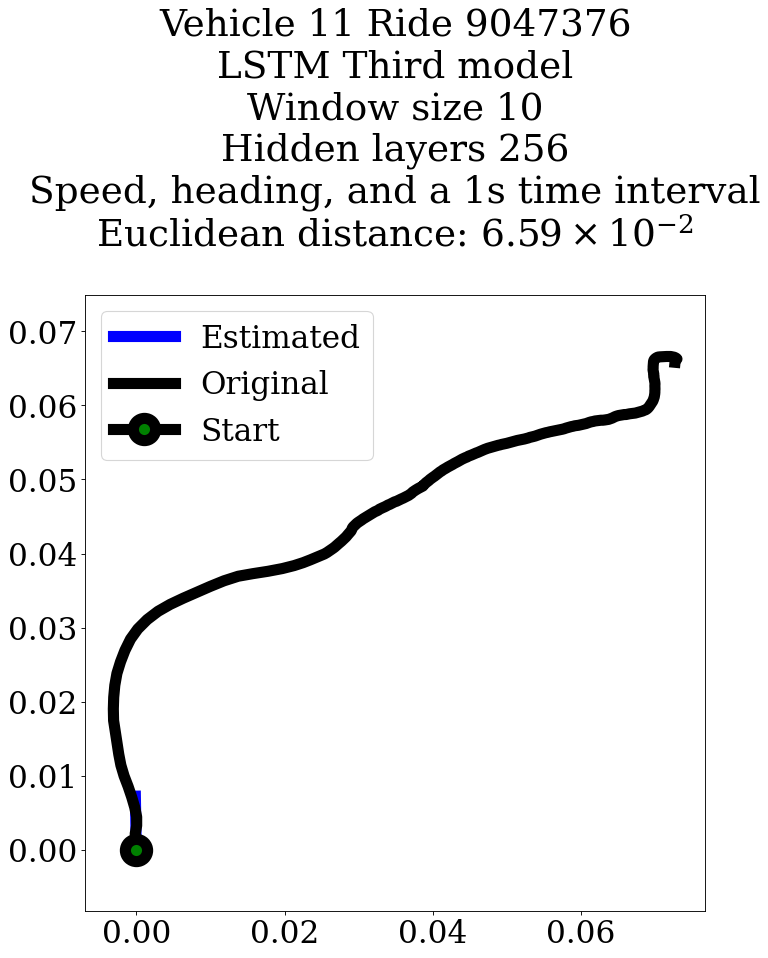 Vehicle 11 Ride 9047376
LSTM Third model
Window size 10
Hidden layers 256
Speed, heading, and a 1s time interval
Euclidean distance: 6.59 × 10⁻²
Estimated
Original
Start
0.07
0.06
0.05
0.04
0.03
0.02
0.01
0.00
0.00 0.02 0.04 0.06